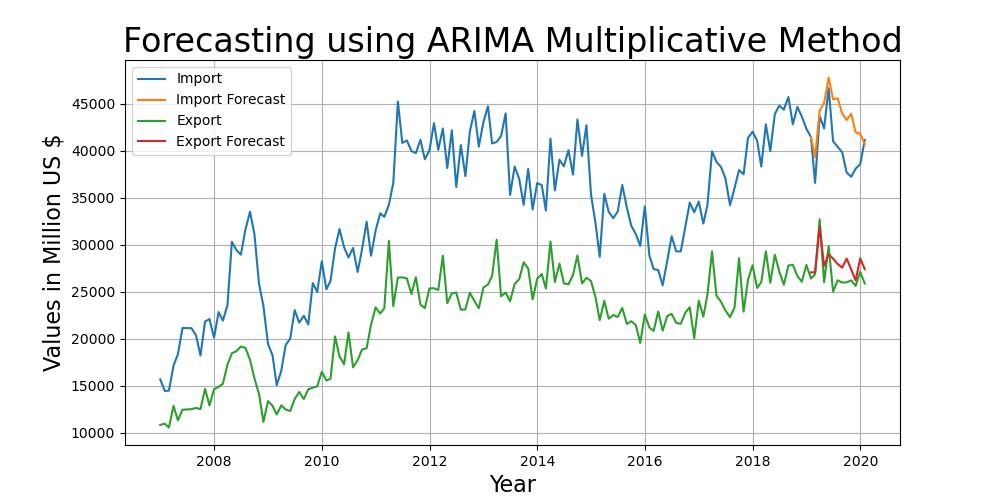 Forecasting using ARIMA Multiplicative Method
Import
Import Forecast
Export
Export Forecast
Values in Million US $
45000
40000
35000
30000
25000
20000
15000
10000
2008 2010 2012 2014 2016 2018 2020
Year